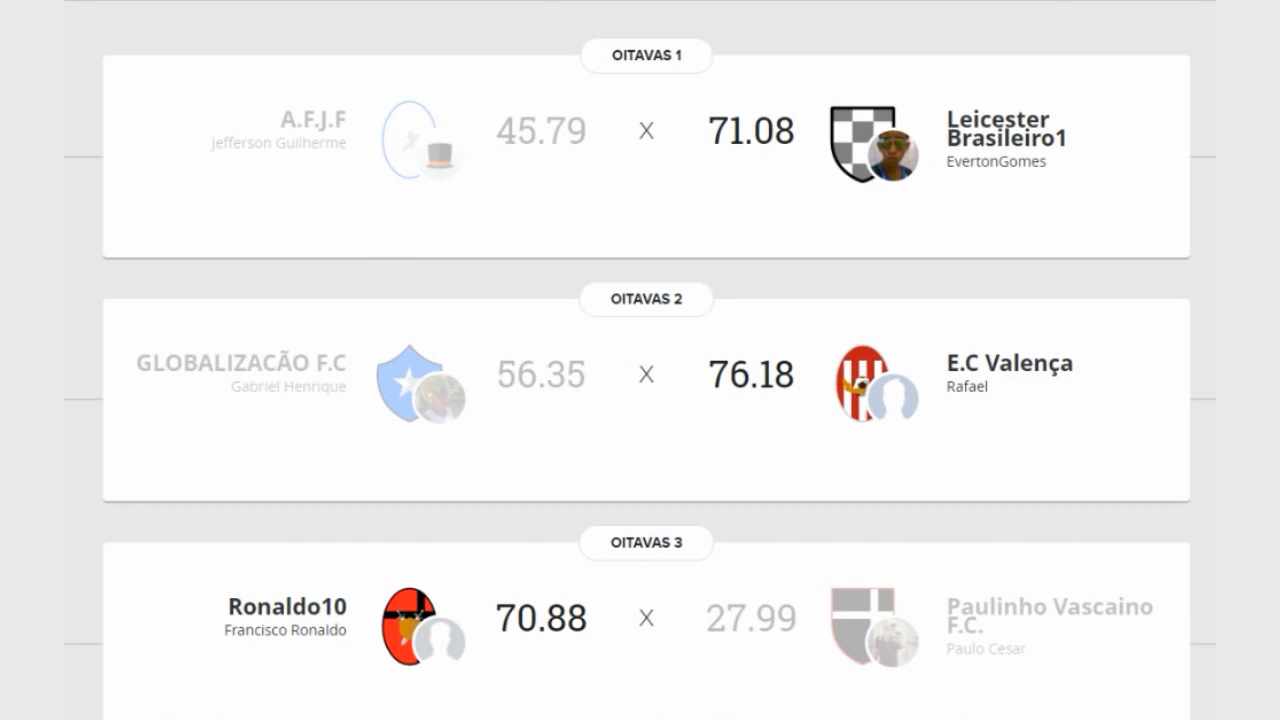 OITAVAS 1
A.F.J.F
Jefferson Guilherme
45.79 X 71.08
Leicester
Brasileiro1
EvertonGomes
OITAVAS 2
GLOBALIZACÃO F.C
Gabriel Henrique
56.35 X 76.18
E.C Valença
Rafael
OITAVAS 3
Ronaldo10
Francisco Ronaldo
70.88 X 27.99
Paulinho Vascaino
F.C.
Paulo Cesar